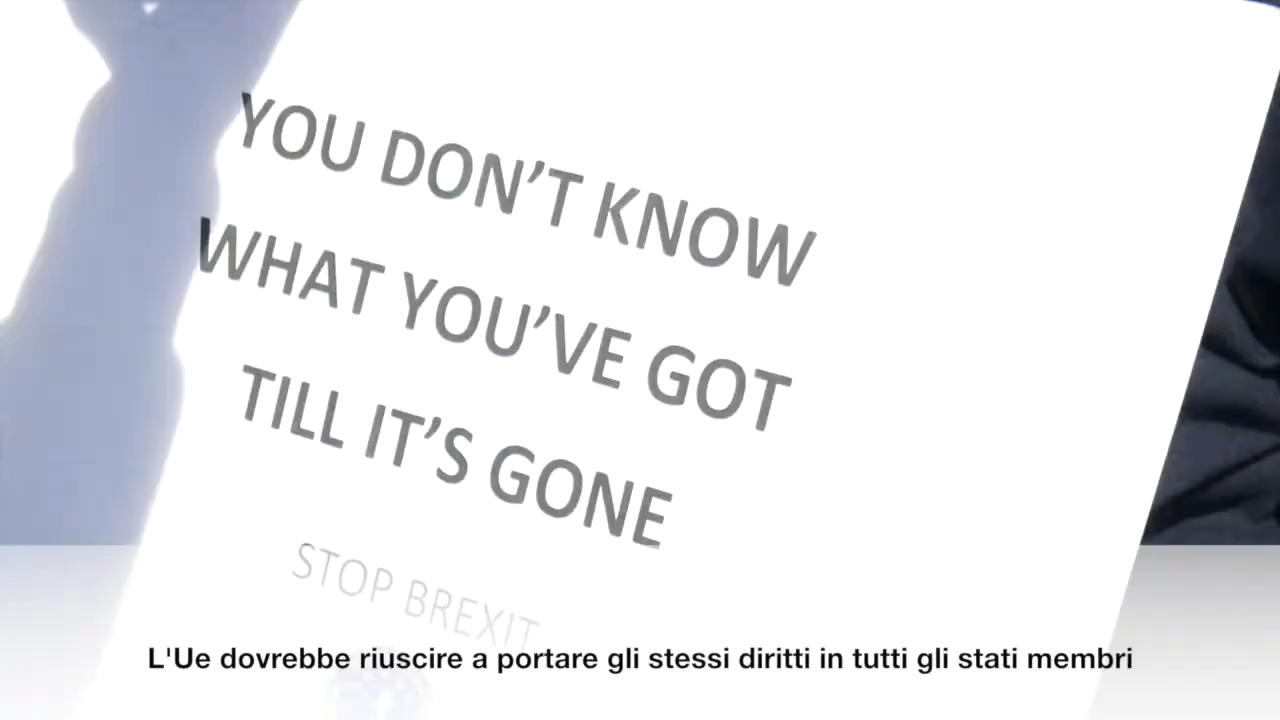 YOU DON’T KNOW
WHAT YOU’VE GOT
TILL IT’S GONE
STOP BREXIT
L'Ue dovrebbe riuscire a portare gli stessi diritti in tutti gli stati membri